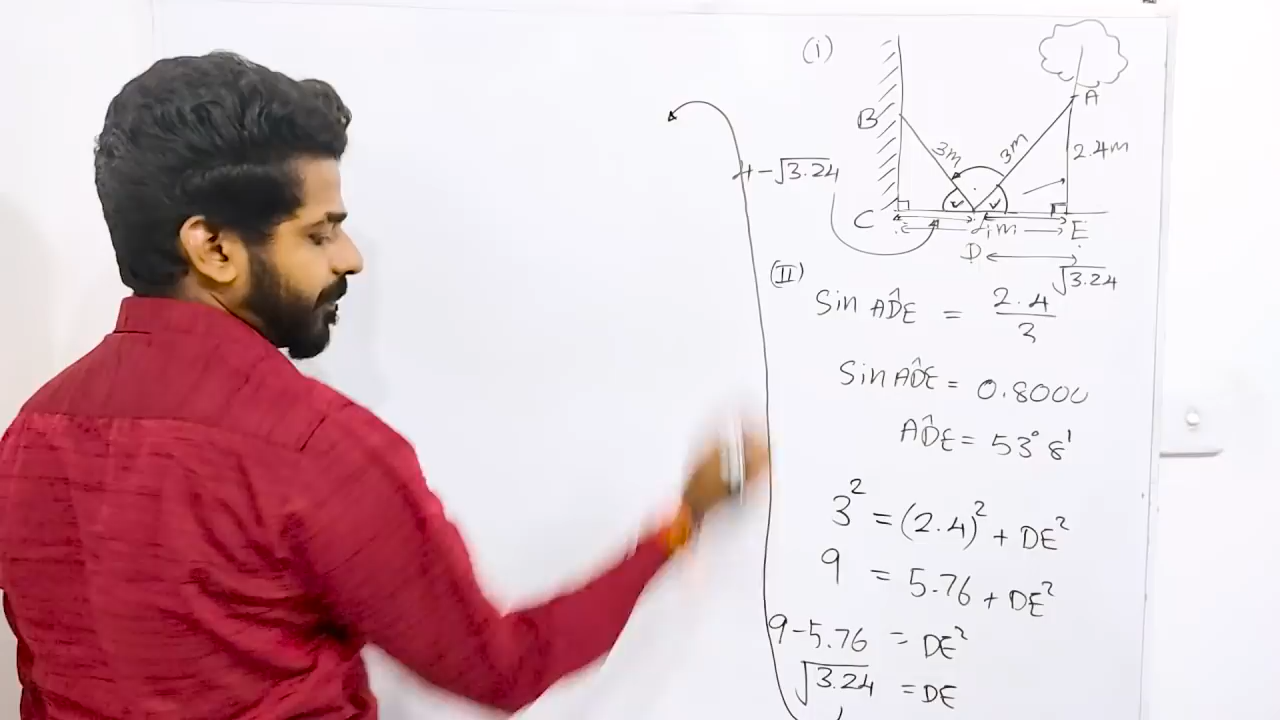 (i)
A
B
3m
3m
2.4m
4-√3.24
C
4m
E
D
√3.24
(II)
Sin AD̂E = 2.4/3
Sin AD̂E = 0.8000
AD̂E = 53°8'
3² = (2.4)² + DE²
9 = 5.76 + DE²
9-5.76 = DE²
√3.24 = DE